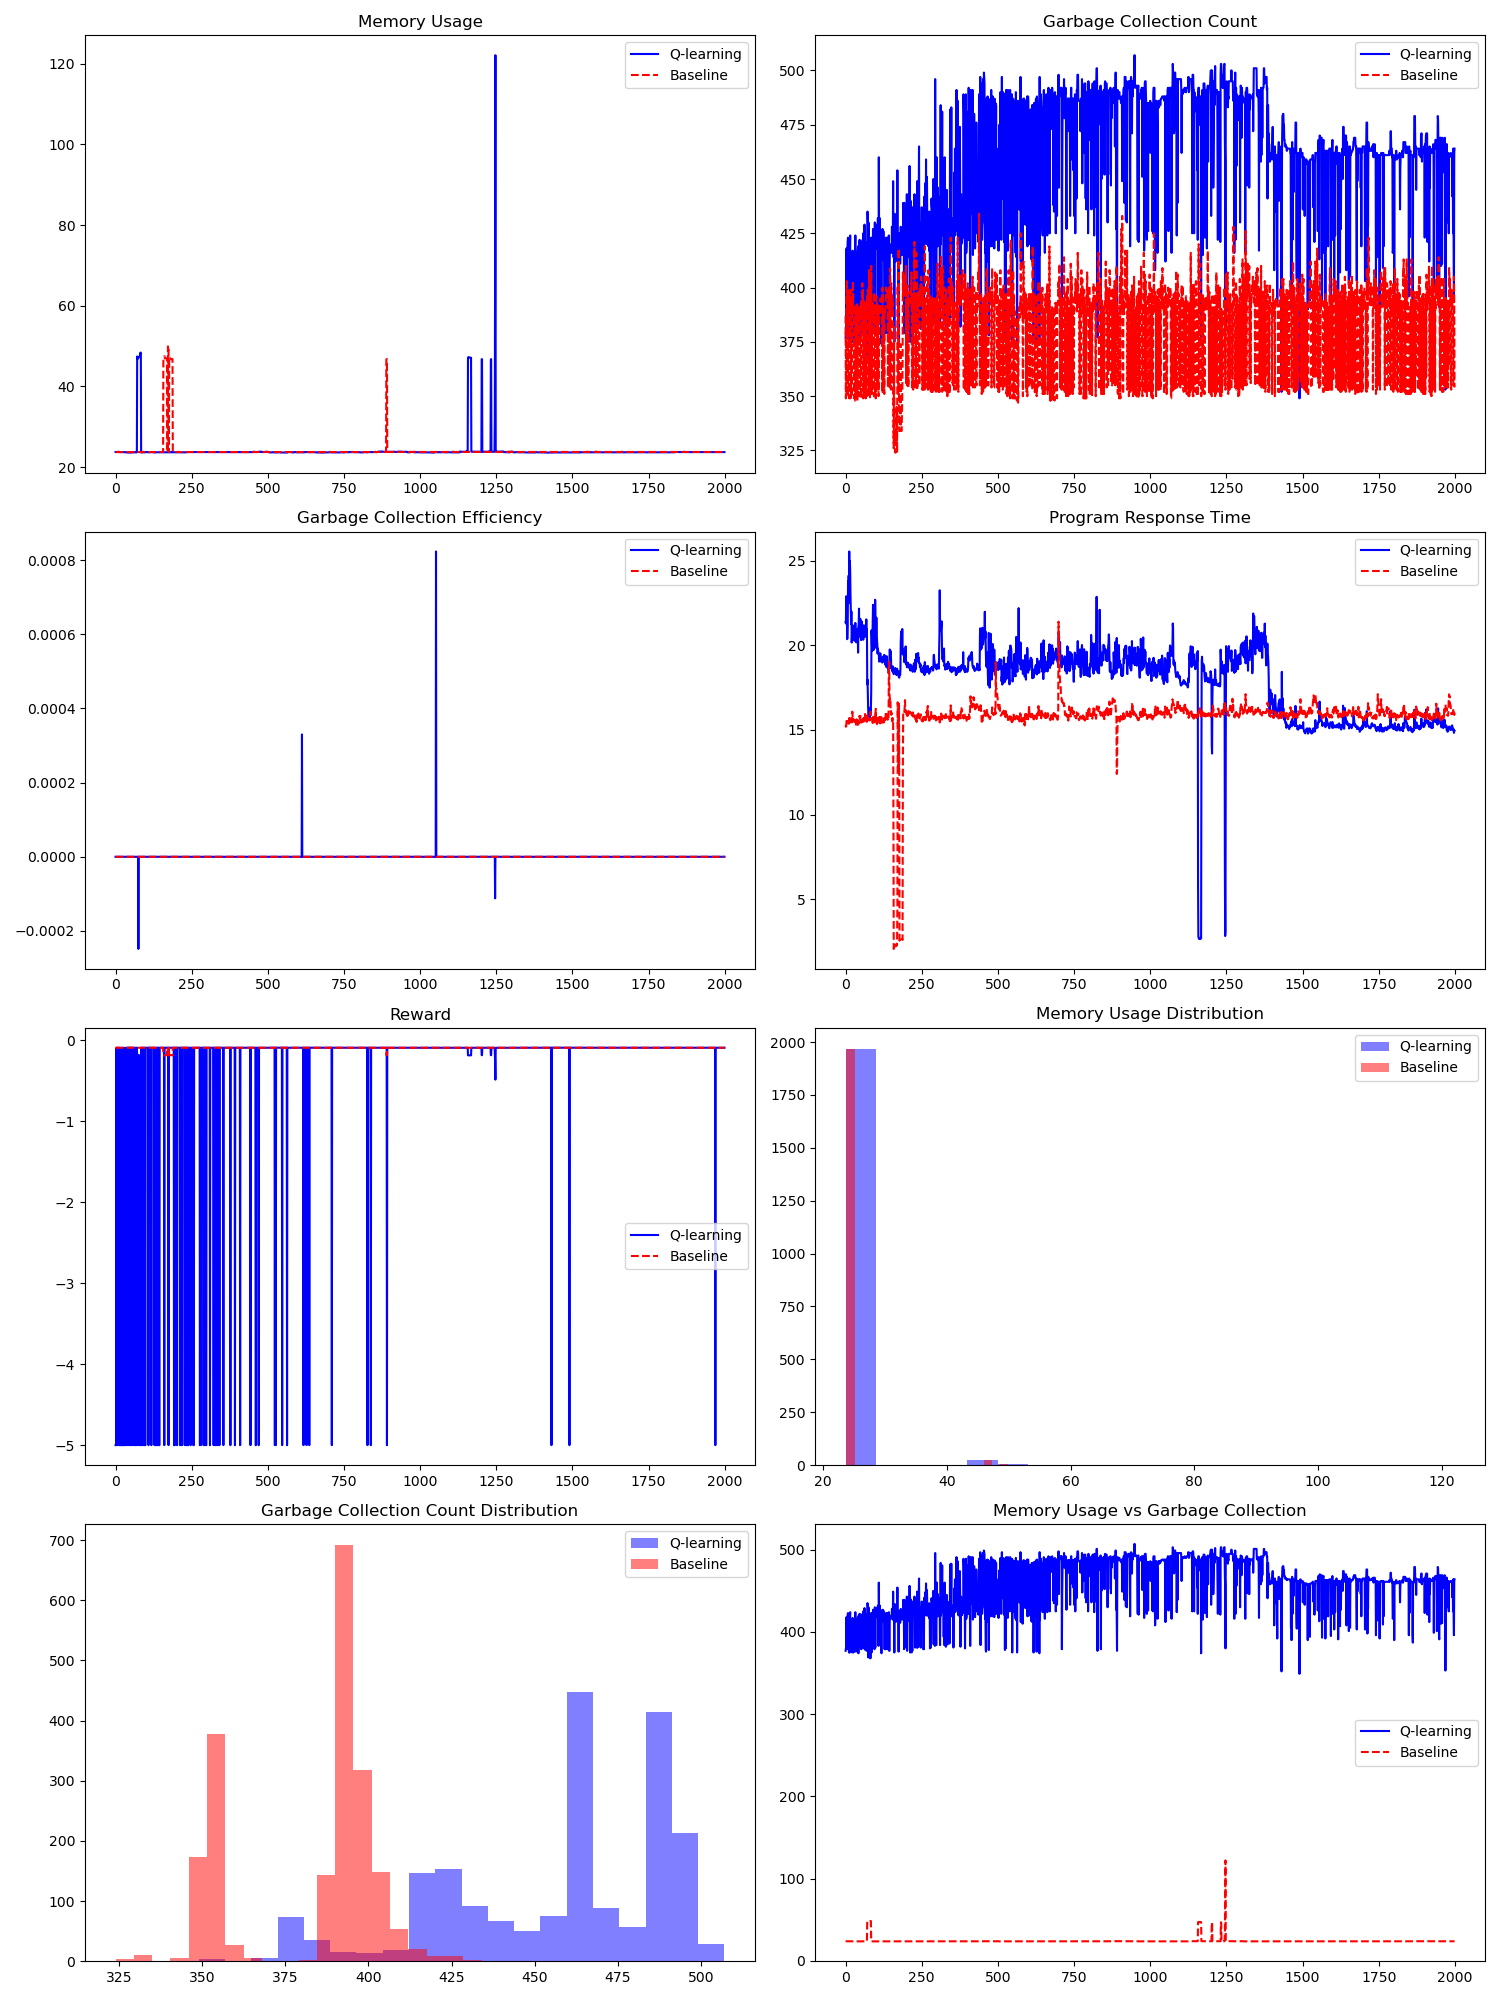 Memory Usage
120
100
80
60
40
20
0 250 500 750 1000 1250 1500 1750 2000
Q-learning
Baseline
Garbage Collection Count
500
475
450
425
400
375
350
325
0 250 500 750 1000 1250 1500 1750 2000
Q-learning
Baseline
Garbage Collection Efficiency
0.0008
0.0006
0.0004
0.0002
0.0000
−0.0002
0 250 500 750 1000 1250 1500 1750 2000
Q-learning
Baseline
Program Response Time
25
20
15
10
5
0 250 500 750 1000 1250 1500 1750 2000
Q-learning
Baseline
Reward
0
−1
−2
−3
−4
−5
0 250 500 750 1000 1250 1500 1750 2000
Q-learning
Baseline
Memory Usage Distribution
2000
1750
1500
1250
1000
750
500
250
0
20 40 60 80 100 120
Q-learning
Baseline
Garbage Collection Count Distribution
700
600
500
400
300
200
100
0
325 350 375 400 425 450 475 500
Q-learning
Baseline
Memory Usage vs Garbage Collection
500
400
300
200
100
0
0 250 500 750 1000 1250 1500 1750 2000
Q-learning
Baseline